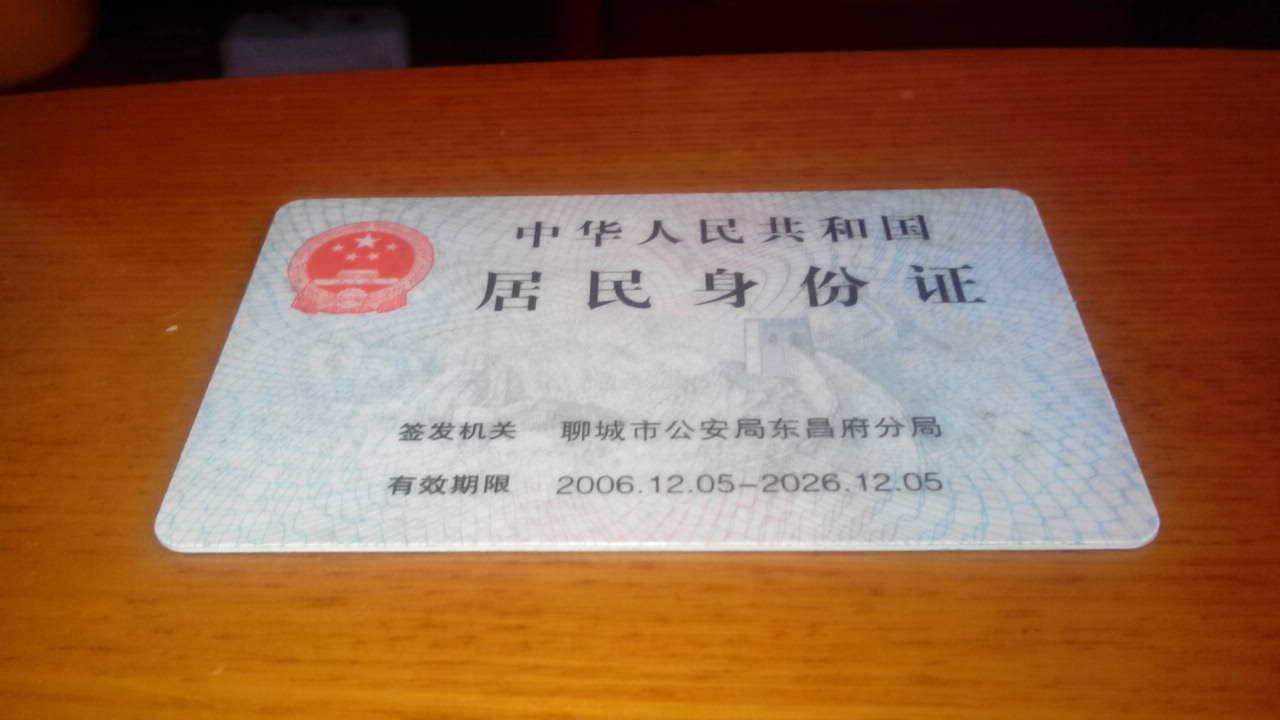 中华人民共和国
居民身份证
签发机关 聊城市公安局东昌府分局
有效期限 2006.12.05-2026.12.05